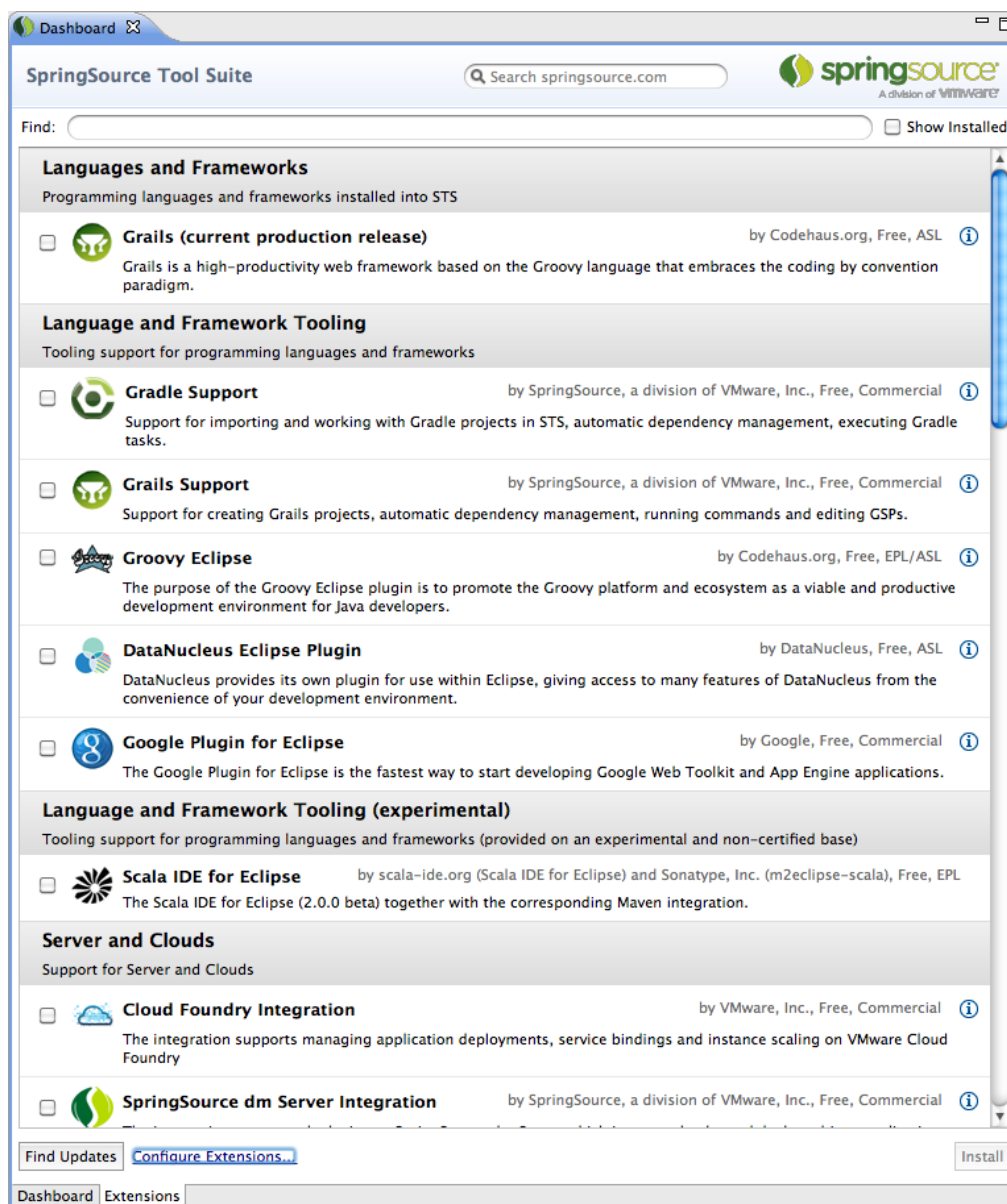 Dashboard
SpringSource Tool Suite
Search springsource.com
springsource
A division of vmware
Find:
Show Installed
Languages and Frameworks
Programming languages and frameworks installed into STS
Grails (current production release)
by Codehaus.org, Free, ASL
Grails is a high-productivity web framework based on the Groovy language that embraces the coding by convention
paradigm.
Language and Framework Tooling
Tooling support for programming languages and frameworks
Gradle Support
by SpringSource, a division of VMware, Inc., Free, Commercial
Support for importing and working with Gradle projects in STS, automatic dependency management, executing Gradle
tasks.
Grails Support
by SpringSource, a division of VMware, Inc., Free, Commercial
Support for creating Grails projects, automatic dependency management, running commands and editing GSPs.
Groovy Eclipse
by Codehaus.org, Free, EPL/ASL
The purpose of the Groovy Eclipse plugin is to promote the Groovy platform and ecosystem as a viable and productive
development environment for Java developers.
DataNucleus Eclipse Plugin
by DataNucleus, Free, ASL
DataNucleus provides its own plugin for use within Eclipse, giving access to many features of DataNucleus from the
convenience of your development environment.
Google Plugin for Eclipse
by Google, Free, Commercial
The Google Plugin for Eclipse is the fastest way to start developing Google Web Toolkit and App Engine applications.
Language and Framework Tooling (experimental)
Tooling support for programming languages and frameworks (provided on an experimental and non-certified base)
Scala IDE for Eclipse
by scala-ide.org (Scala IDE for Eclipse) and Sonatype, Inc. (m2eclipse-scala), Free, EPL
The Scala IDE for Eclipse (2.0.0 beta) together with the corresponding Maven integration.
Server and Clouds
Support for Server and Clouds
Cloud Foundry Integration
by VMware, Inc., Free, Commercial
The integration supports managing application deployments, service bindings and instance scaling on VMware Cloud
Foundry
SpringSource dm Server Integration
by SpringSource, a division of VMware, Inc., Free, Commercial
Find Updates
Configure Extensions...
Install
Dashboard
Extensions